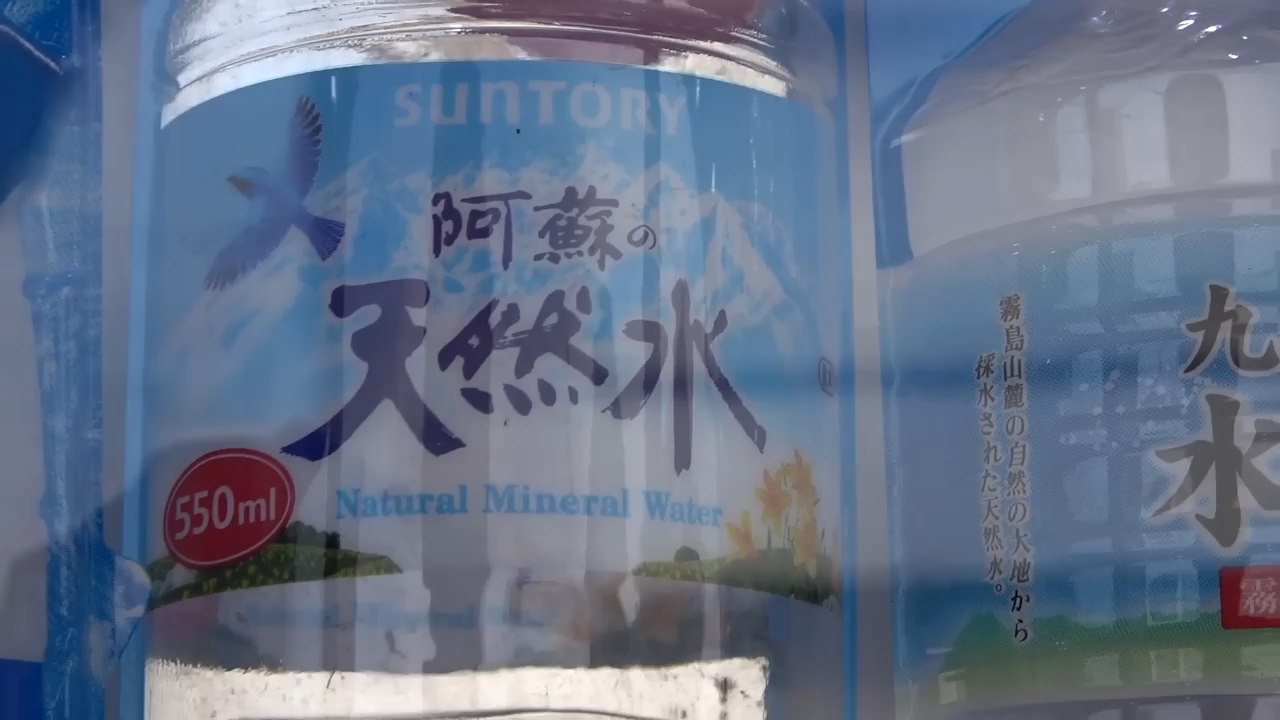 SUNTORY
阿蘇の
天然水
550ml
Natural Mineral Water
霧島山麓の自然の大地から
採水された天然水。
九
水
霧